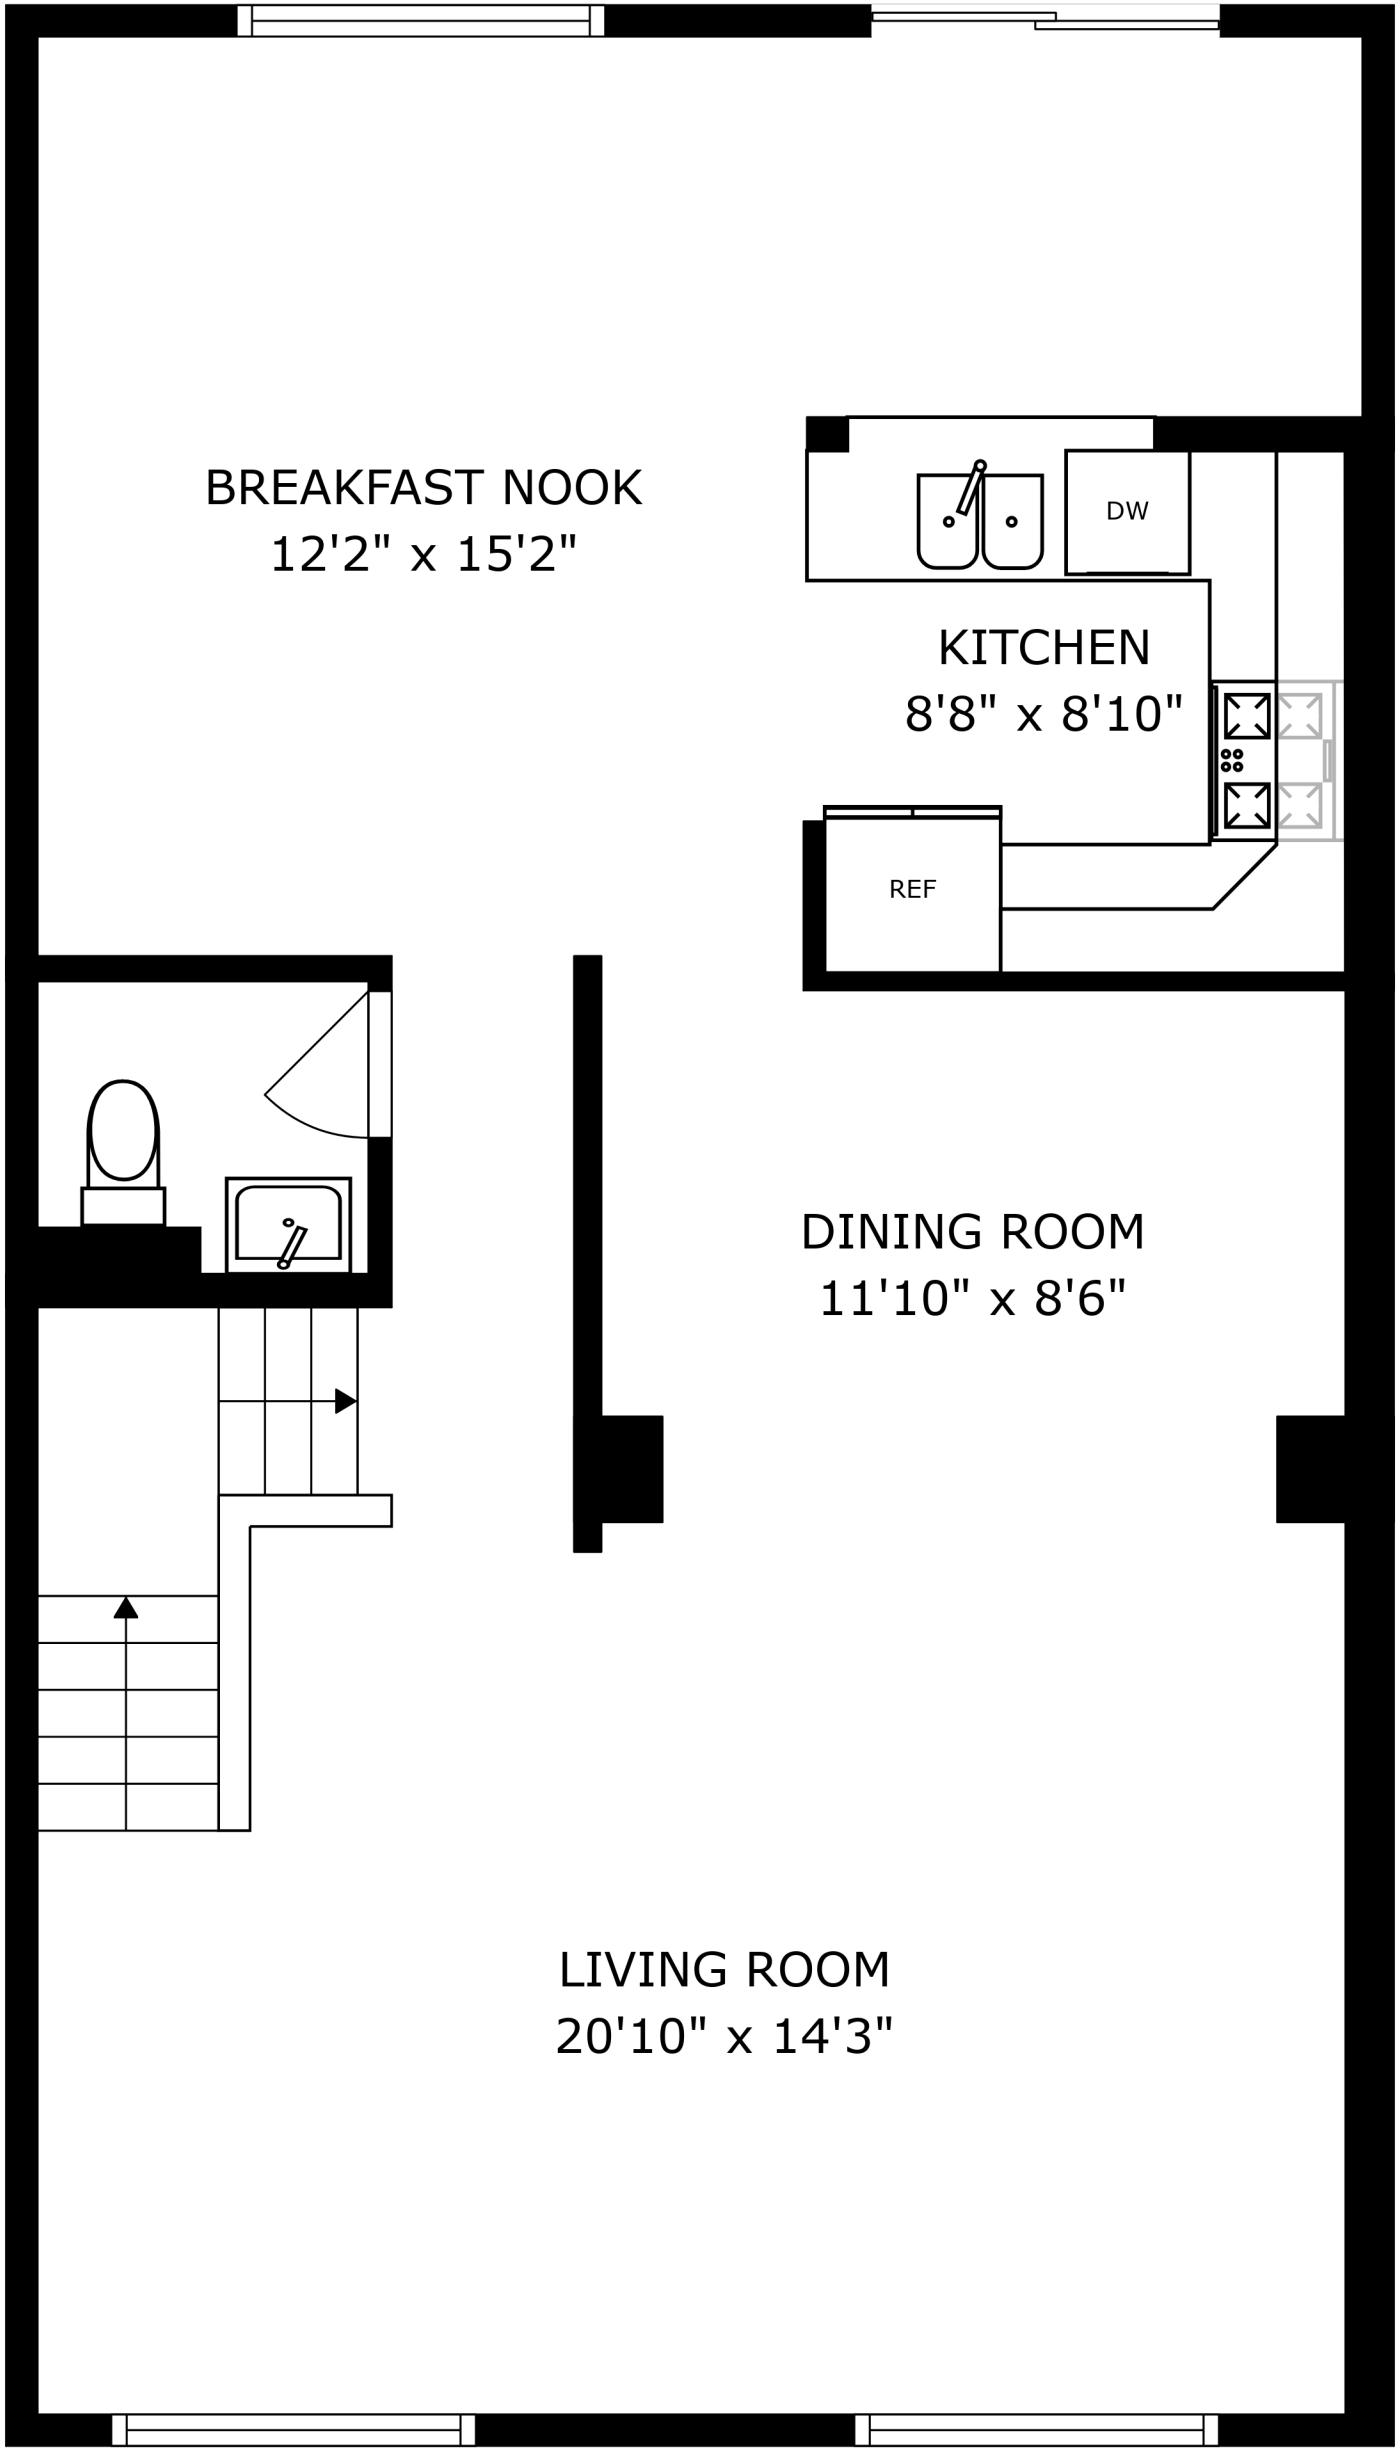 BREAKFAST NOOK
12'2" x 15'2"
DW
KITCHEN
8'8" x 8'10"
REF
DINING ROOM
11'10" x 8'6"
LIVING ROOM
20'10" x 14'3"